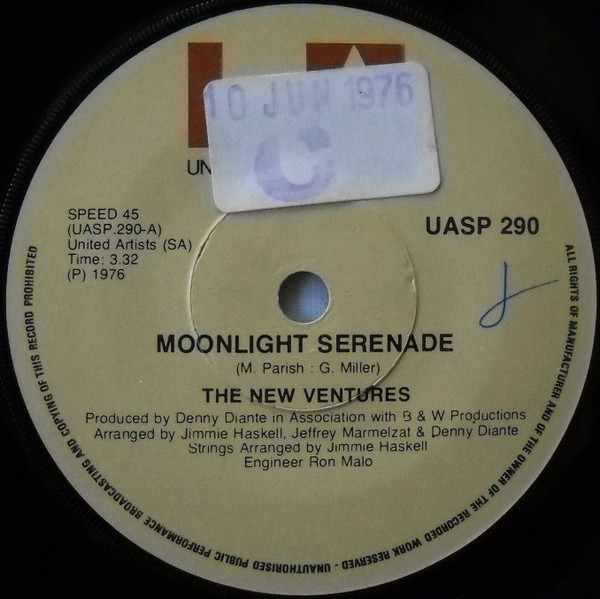 10 JUN 1976
C
UN
SPEED 45
(UASP.290-A)
United Artists (SA)
Time: 3.32
(P) 1976
UASP 290
MOONLIGHT SERENADE
(M. Parish : G. Miller)
THE NEW VENTURES
Produced by Denny Diante in Association with B & W Productions
Arranged by Jimmie Haskell, Jeffrey Marmelzat & Denny Diante
Strings Arranged by Jimmie Haskell
Engineer Ron Malo
ALL RIGHTS OF MANUFACTURER AND OF THE OWNER OF THE RECORDED WORK RESERVED - UNAUTHORISED PUBLIC PERFORMANCE BROADCASTING AND COPYING OF THIS RECORD PROHIBITED